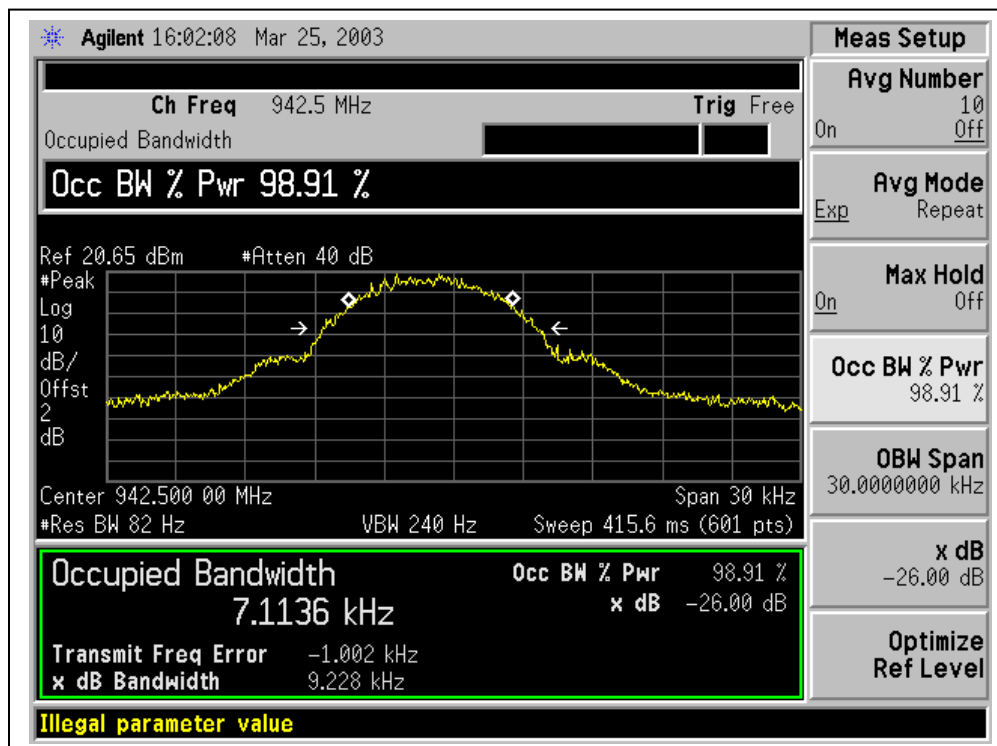 Agilent 16:02:08 Mar 25, 2003
Ch Freq 942.5 MHz Trig Free
Occupied Bandwidth
Occ BW % Pwr 98.91 %
Ref 20.65 dBm #Atten 40 dB
#Peak
Log
10
dB/
Offst
2
dB
Center 942.500 00 MHz Span 30 kHz
#Res BW 82 Hz VBW 240 Hz Sweep 415.6 ms (601 pts)
Occupied Bandwidth
7.1136 kHz
Occ BW % Pwr 98.91 %
x dB -26.00 dB
Transmit Freq Error -1.002 kHz
x dB Bandwidth 9.228 kHz
Illegal parameter value
Meas Setup
Avg Number
10
On Off
Avg Mode
Exp Repeat
Max Hold
On Off
Occ BW % Pwr
98.91 %
OBW Span
30.0000000 kHz
x dB
-26.00 dB
Optimize
Ref Level